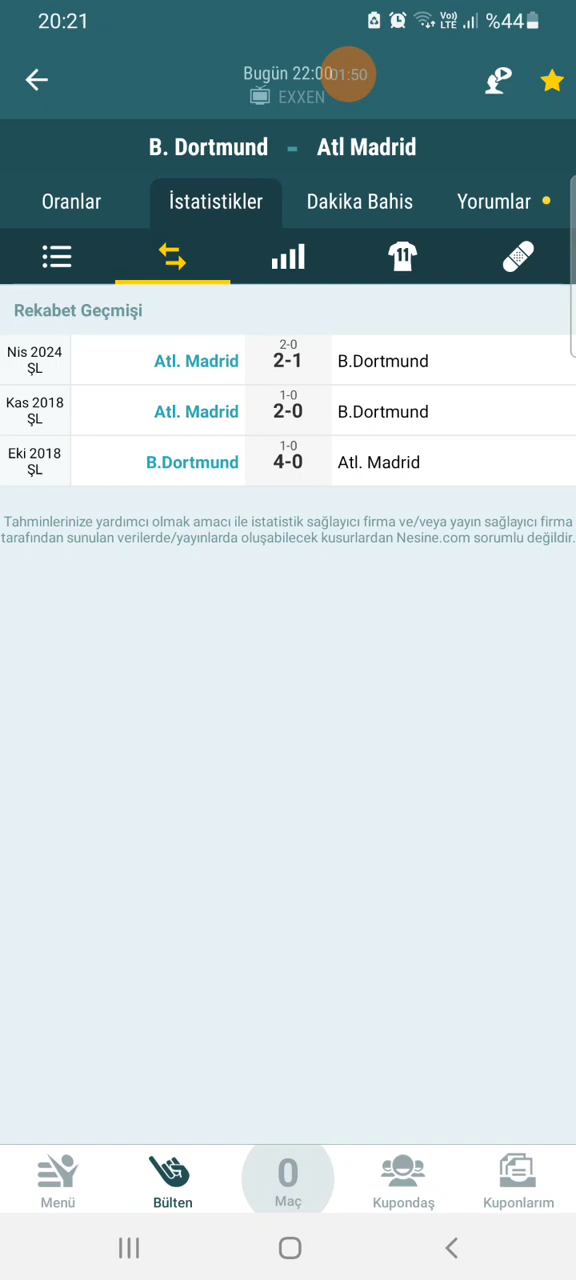 20:21
Vo)) LTE %44
Bugün 22:00
01:50
EXXEN
B. Dortmund - Atl Madrid
Oranlar İstatistikler Dakika Bahis Yorumlar
11
Rekabet Geçmişi
Nis 2024 ŞL Atl. Madrid 2-0 2-1 B.Dortmund
Kas 2018 ŞL Atl. Madrid 1-0 2-0 B.Dortmund
Eki 2018 ŞL B.Dortmund 1-0 4-0 Atl. Madrid
Tahminlerinize yardımcı olmak amacı ile istatistik sağlayıcı firma ve/veya yayın sağlayıcı firma
tarafından sunulan verilerde/yayınlarda oluşabilecek kusurlardan Nesine.com sorumlu değildir.
0
Menü Bülten Maç Kupondaş Kuponlarım